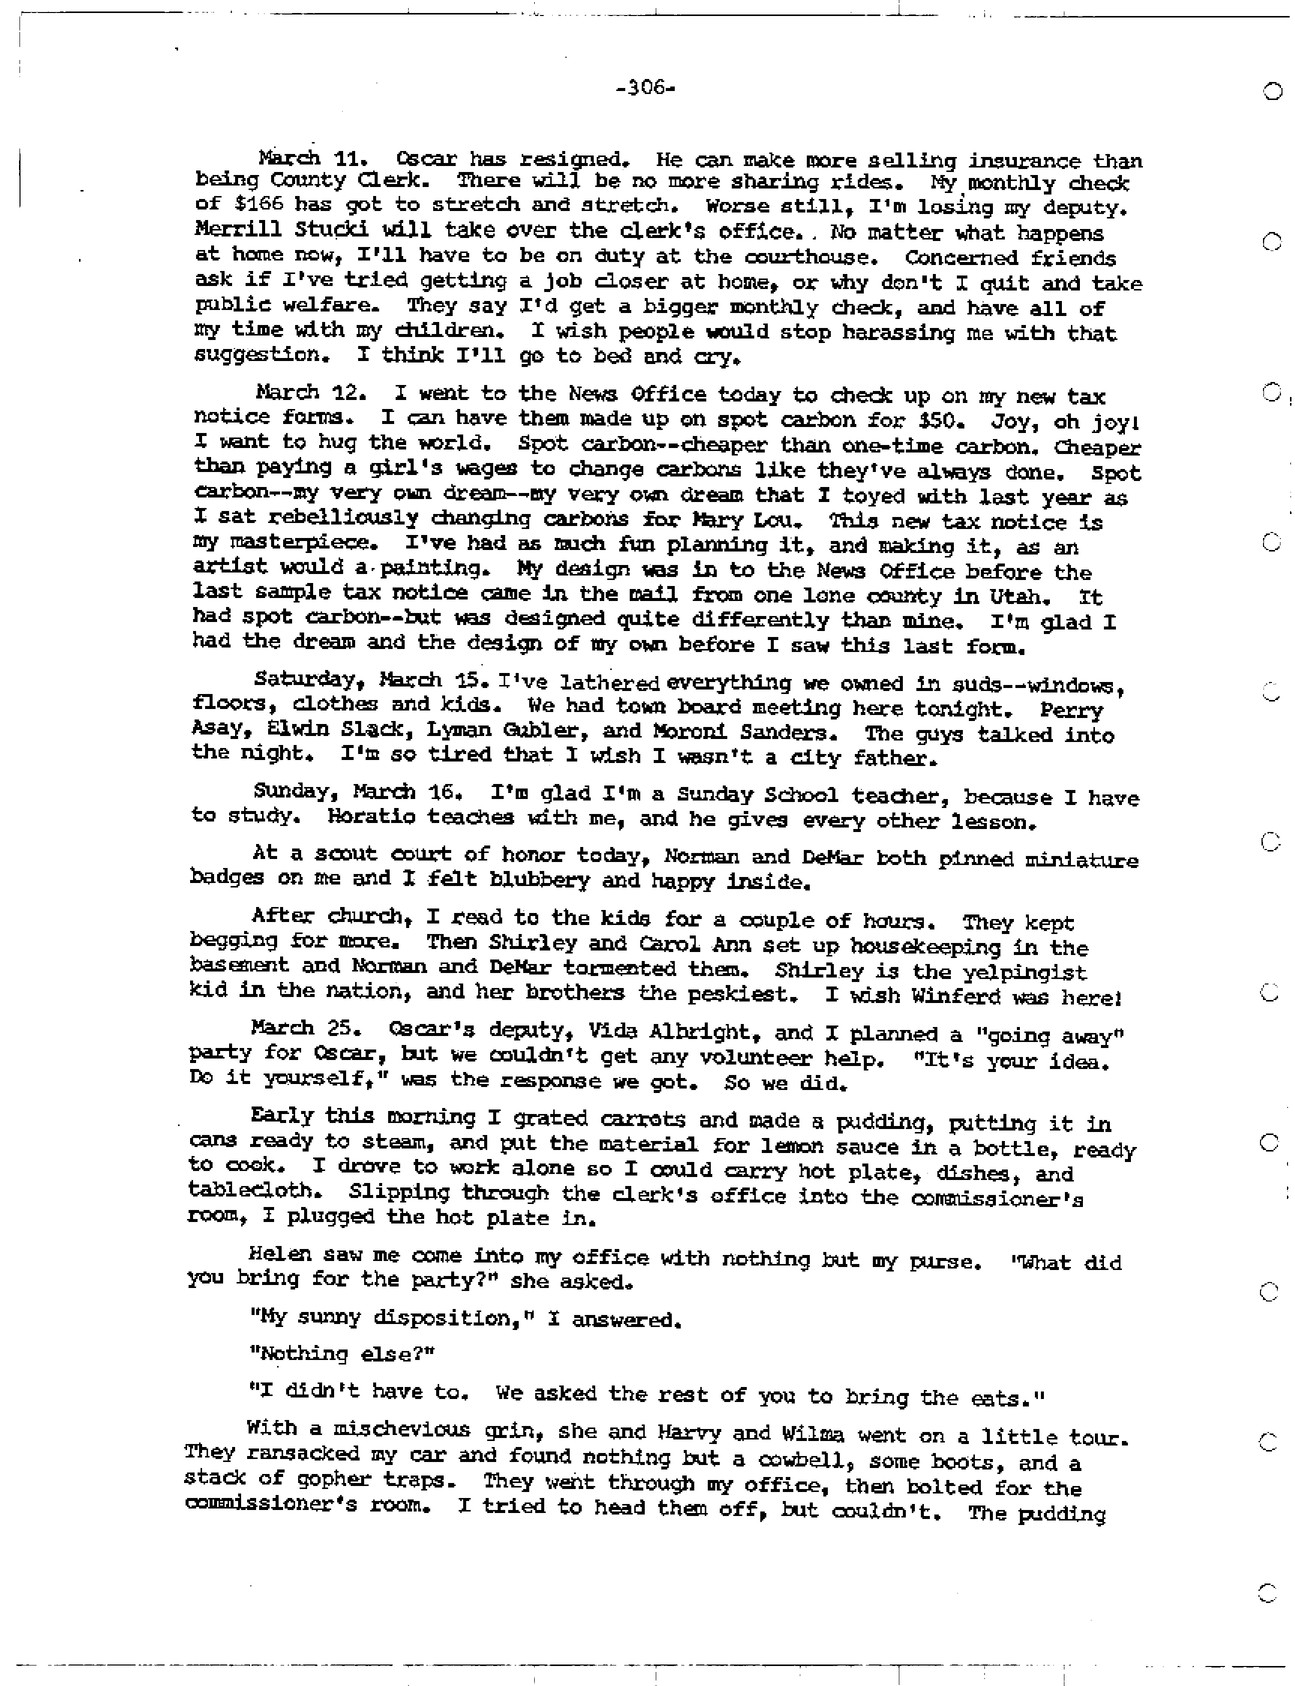 -306-
March 11. Oscar has resigned. He can make more selling insurance than
being County Clerk. There will be no more sharing rides. My monthly check
of $166 has got to stretch and stretch. Worse still, I'm losing my deputy.
Merrill Stucki will take over the clerk's office. No matter what happens
at home now, I'll have to be on duty at the courthouse. Concerned friends
ask if I've tried getting a job closer at home, or why don't I quit and take
public welfare. They say I'd get a bigger monthly check, and have all of
my time with my children. I wish people would stop harassing me with that
suggestion. I think I'll go to bed and cry.
March 12. I went to the News Office today to check up on my new tax
notice forms. I can have them made up on spot carbon for $50. Joy, oh joy!
I want to hug the world. Spot carbon--cheaper than one-time carbon. Cheaper
than paying a girl's wages to change carbons like they've always done. Spot
carbon--my very own dream--my very own dream that I toyed with last year as
I sat rebelliously changing carbons for Mary Lou. This new tax notice is
my masterpiece. I've had as much fun planning it, and making it, as an
artist would a painting. My design was in to the News Office before the
last sample tax notice came in the mail from one lone county in Utah. It
had spot carbon--but was designed quite differently than mine. I'm glad I
had the dream and the design of my own before I saw this last form.
Saturday, March 15. I've lathered everything we owned in suds--windows,
floors, clothes and kids. We had town board meeting here tonight. Perry
Asay, Elwin Slack, Lyman Gubler, and Moroni Sanders. The guys talked into
the night. I'm so tired that I wish I wasn't a city father.
Sunday, March 16. I'm glad I'm a Sunday School teacher, because I have
to study. Horatio teaches with me, and he gives every other lesson.
At a scout court of honor today, Norman and DeMar both pinned miniature
badges on me and I felt blubbery and happy inside.
After church, I read to the kids for a couple of hours. They kept
begging for more. Then Shirley and Carol Ann set up housekeeping in the
basement and Norman and DeMar tormented them. Shirley is the yelpingist
kid in the nation, and her brothers the peskiest. I wish Winferd was here!
March 25. Oscar's deputy, Vida Albright, and I planned a "going away"
party for Oscar, but we couldn't get any volunteer help. "It's your idea.
Do it yourself," was the response we got. So we did.
Early this morning I grated carrots and made a pudding, putting it in
cans ready to steam, and put the material for lemon sauce in a bottle, ready
to cook. I drove to work alone so I could carry hot plate, dishes, and
tablecloth. Slipping through the clerk's office into the commissioner's
room, I plugged the hot plate in.
Helen saw me come into my office with nothing but my purse. "What did
you bring for the party?" she asked.
"My sunny disposition," I answered.
"Nothing else?"
"I didn't have to. We asked the rest of you to bring the eats."
With a mischevious grin, she and Harvy and Wilma went on a little tour.
They ransacked my car and found nothing but a cowbell, some boots, and a
stack of gopher traps. They went through my office, then bolted for the
commissioner's room. I tried to head them off, but couldn't. The pudding